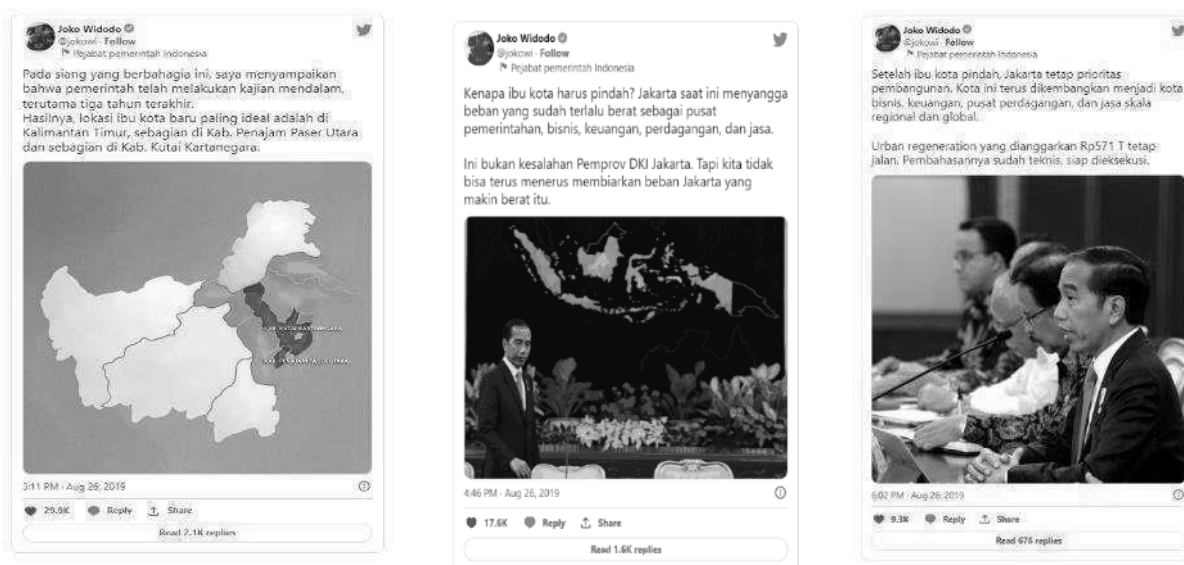 Joko Widodo
@jokowi · Follow
Pejabat pemerintah Indonesia
Pada siang yang berbahagia ini, saya menyampaikan
bahwa pemerintah telah melakukan kajian mendalam,
terutama tiga tahun terakhir.
Hasilnya, lokasi ibu kota baru paling ideal adalah di
Kalimantan Timur, sebagian di Kab. Penajam Paser Utara
dan sebagian di Kab. Kutai Kartanegara.
KAB. KUTAI KARTANEGARA
KAB. PENAJAM PASER UTARA
3:11 PM · Aug 26, 2019
29.9K Reply Share
Read 2.1K replies
Joko Widodo
@jokowi · Follow
Pejabat pemerintah Indonesia
Kenapa ibu kota harus pindah? Jakarta saat ini menyangga
beban yang sudah terlalu berat sebagai pusat
pemerintahan, bisnis, keuangan, perdagangan, dan jasa.
Ini bukan kesalahan Pemprov DKI Jakarta. Tapi kita tidak
bisa terus menerus membiarkan beban Jakarta yang
makin berat itu.
4:46 PM · Aug 26, 2019
17.6K Reply Share
Read 1.6K replies
Joko Widodo
@jokowi · Follow
Pejabat pemerintah Indonesia
Setelah ibu kota pindah, Jakarta tetap prioritas
pembangunan. Kota ini terus dikembangkan menjadi kota
bisnis, keuangan, pusat perdagangan, dan jasa skala
regional dan global.
Urban regeneration yang dianggarkan Rp571 T tetap
jalan. Pembahasannya sudah teknis, siap dieksekusi.
6:02 PM · Aug 26, 2019
9.3K Reply Share
Read 676 replies